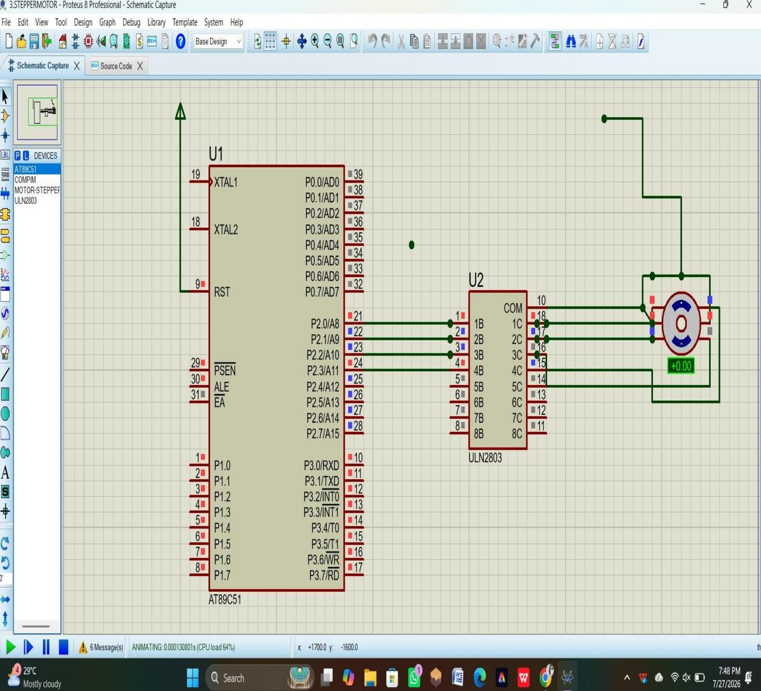 3.STEPPERMOTOR - Proteus 8 Professional - Schematic Capture
File Edit View Tool Design Graph Debug Library Template System Help
Base Design
Schematic Capture X Source Code X
P L DEVICES
AT89C51
COMPIM
MOTOR-STEPPER
ULN2803
U1
19 XTAL1 P0.0/AD0 39
P0.1/AD1 38
P0.2/AD2 37
18 XTAL2 P0.3/AD3 36
P0.4/AD4 35
P0.5/AD5 34
P0.6/AD6 33
9 RST P0.7/AD7 32
P2.0/A8 21
P2.1/A9 22
P2.2/A10 23
29 PSEN P2.3/A11 24
30 ALE P2.4/A12 25
31 EA P2.5/A13 26
P2.6/A14 27
P2.7/A15 28
1 P1.0 P3.0/RXD 10
2 P1.1 P3.1/TXD 11
3 P1.2 P3.2/INT0 12
4 P1.3 P3.3/INT1 13
5 P1.4 P3.4/T0 14
6 P1.5 P3.5/T1 15
7 P1.6 P3.6/WR 16
8 P1.7 P3.7/RD 17
AT89C51
U2
COM 10
1 1B 1C 18
2 2B 2C 17
3 3B 3C 16
4 4B 4C 15
5 5B 5C 14
6 6B 6C 13
7 7B 7C 12
8 8B 8C 11
ULN2803
+0.00
6 Message(s) ANIMATING: 0.000130801s (CPU load 64%) x +1700.0 y: -1600.0 th
29°C
Mostly cloudy
Search
7:48 PM
7/27/2026